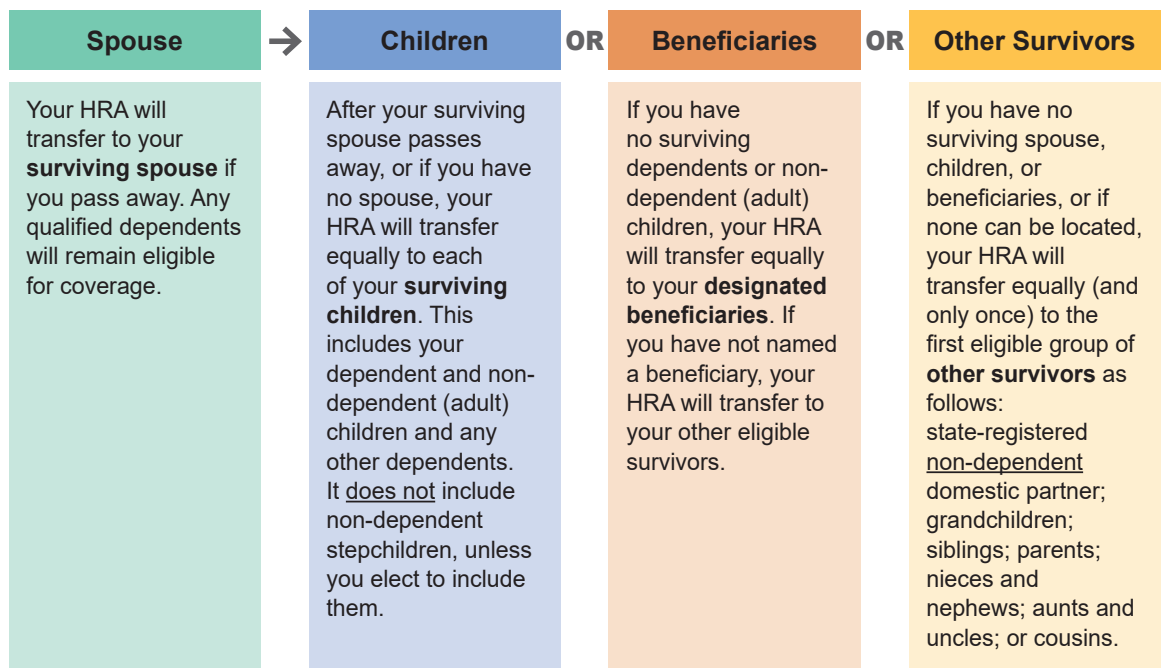 Spouse
Your HRA will
transfer to your
surviving spouse if
you pass away. Any
qualified dependents
will remain eligible
for coverage.
Children
After your surviving
spouse passes
away, or if you have
no spouse, your
HRA will transfer
equally to each
of your surviving
children. This
includes your
dependent and non-
dependent (adult)
children and any
other dependents.
It does not include
non-dependent
stepchildren, unless
you elect to include
them.
OR
Beneficiaries
If you have
no surviving
dependents or non-
dependent (adult)
children, your HRA
will transfer equally
to your designated
beneficiaries. If
you have not named
a beneficiary, your
HRA will transfer to
your other eligible
survivors.
OR
Other Survivors
If you have no
surviving spouse,
children, or
beneficiaries, or if
none can be located,
your HRA will
transfer equally (and
only once) to the
first eligible group of
other survivors as
follows:
state-registered
non-dependent
domestic partner;
grandchildren;
siblings; parents;
nieces and
nephews; aunts and
uncles; or cousins.